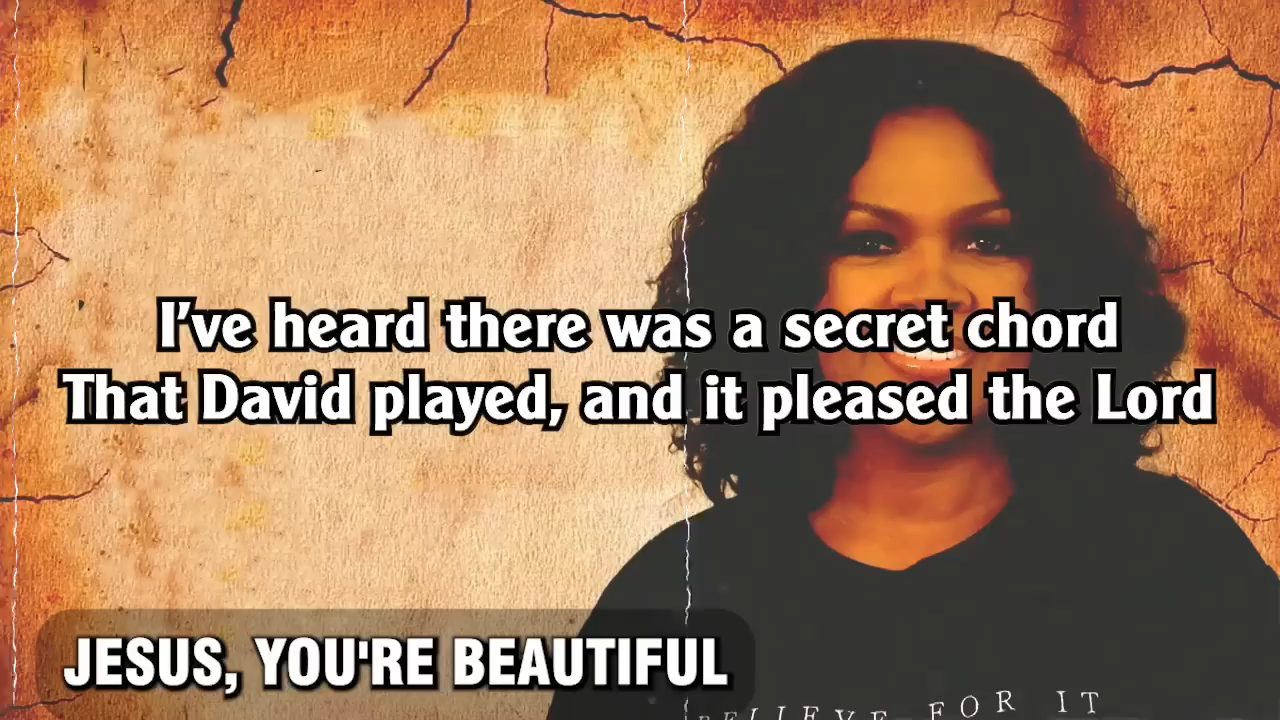 I've heard there was a secret chord
That David played, and it pleased the Lord
JESUS, YOU'RE BEAUTIFUL
BELIEVE FOR IT